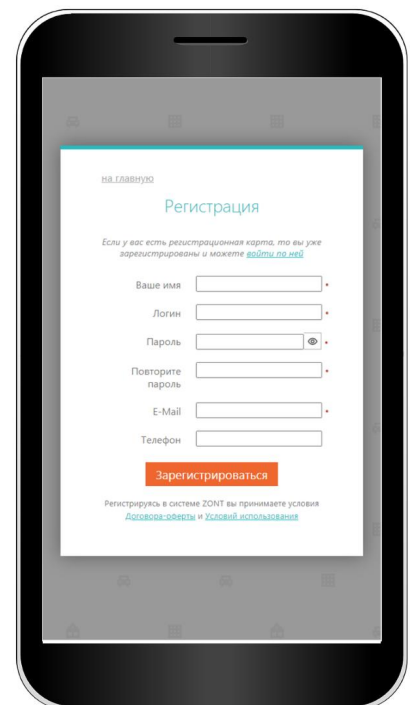 на главную
Регистрация
Если у вас есть регистрационная карта, то вы уже
зарегистрированы и можете войти по ней
Ваше имя *
Логин *
Пароль *
Повторите *
пароль
E-Mail *
Телефон
Зарегистрироваться
Регистрируясь в системе ZONT вы принимаете условия
Договора-оферты и Условий использования